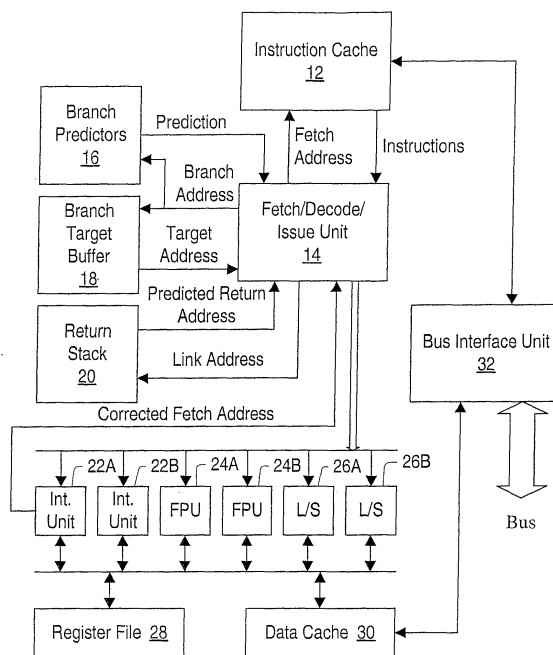 Instruction Cache
12
Branch
Predictors
16
Prediction
Fetch
Address
Instructions
Branch
Address
Branch
Target
Buffer
18
Target
Address
Fetch/Decode/
Issue Unit
14
Predicted Return
Address
Return
Stack
20
Link Address
Bus Interface Unit
32
Corrected Fetch Address
22A
22B
24A
24B
26A
26B
Int.
Unit
Int.
Unit
FPU
FPU
L/S
L/S
Bus
Register File 28
Data Cache 30